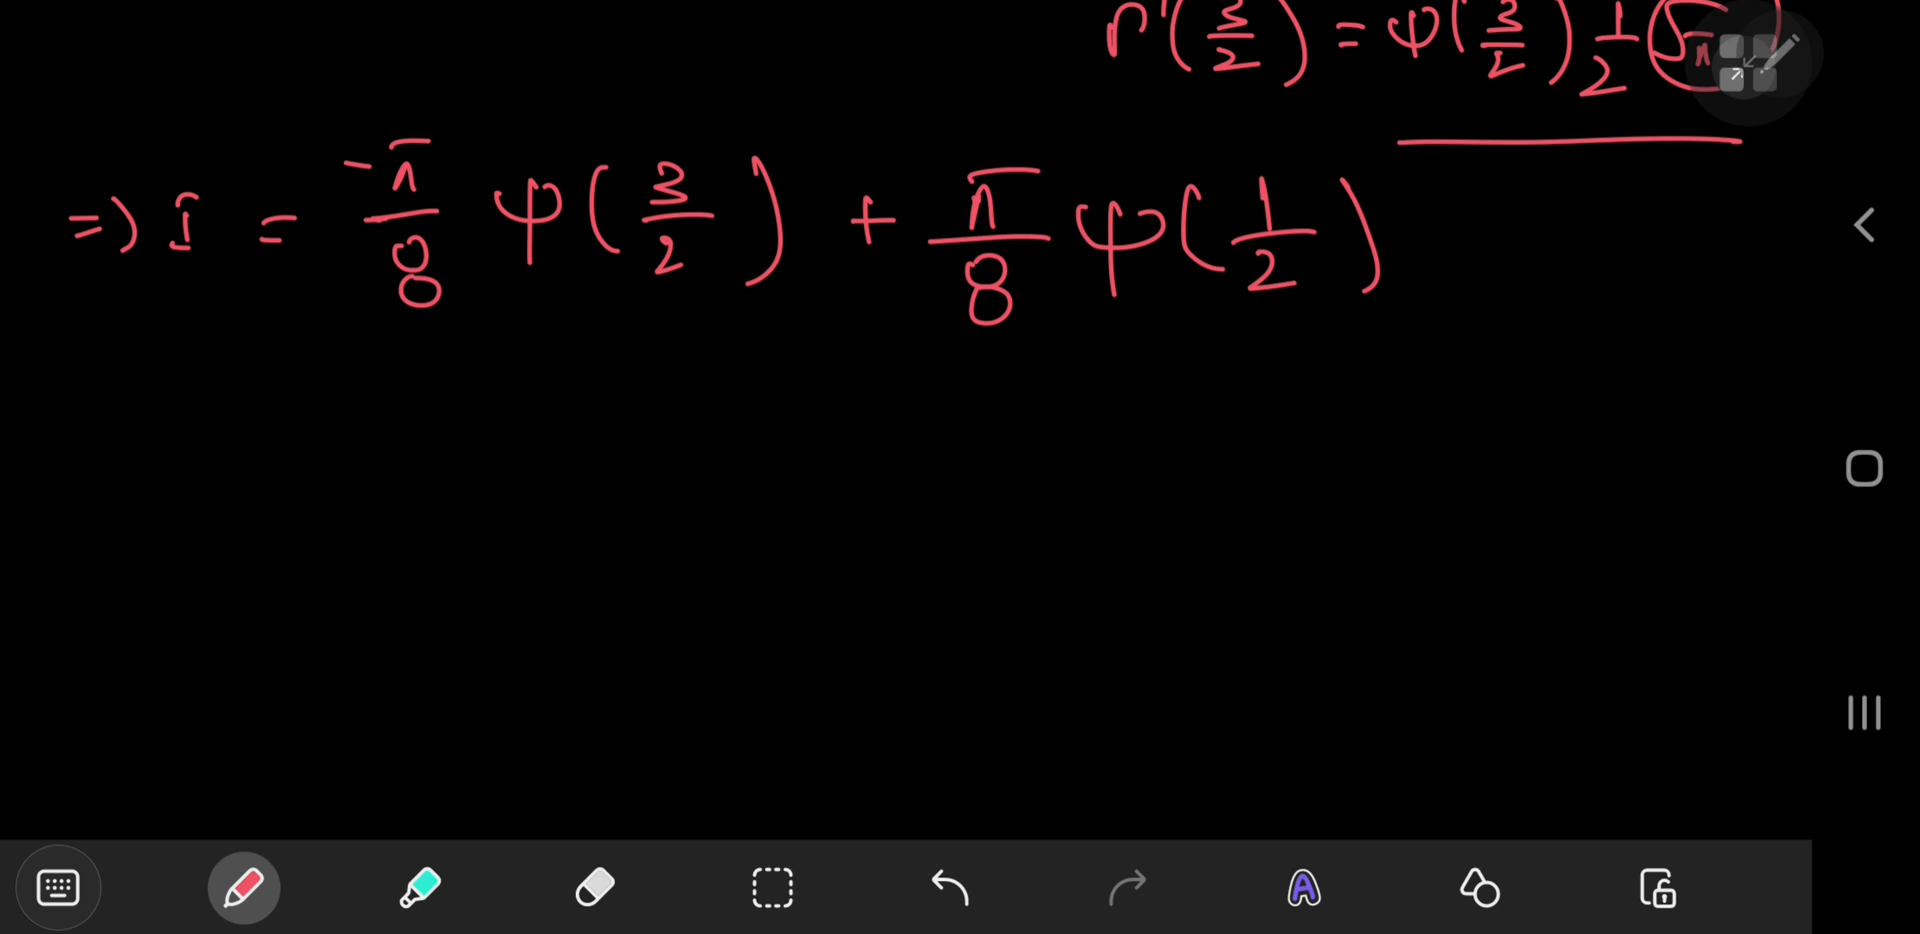 Γ'(3/2) = ψ(3/2) 1/2 (√π)
=> I = -π/8 ψ(3/2) + π/8 ψ(1/2)
A